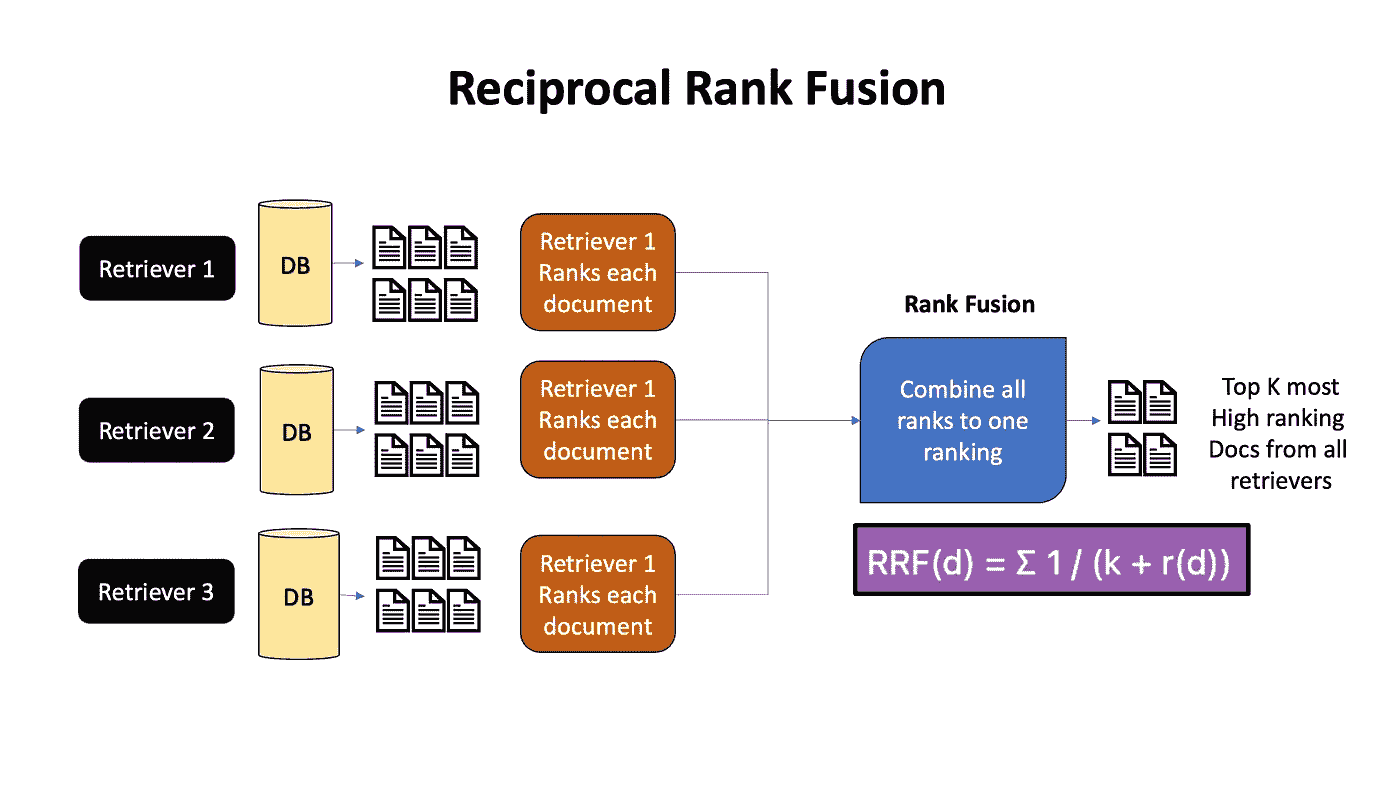 Reciprocal Rank Fusion
Retriever 1
DB
Retriever 1
Ranks each
document
Retriever 2
DB
Retriever 1
Ranks each
document
Retriever 3
DB
Retriever 1
Ranks each
document
Rank Fusion
Combine all
ranks to one
ranking
Top K most
High ranking
Docs from all
retrievers
RRF(d) = Σ 1 / (k + r(d))